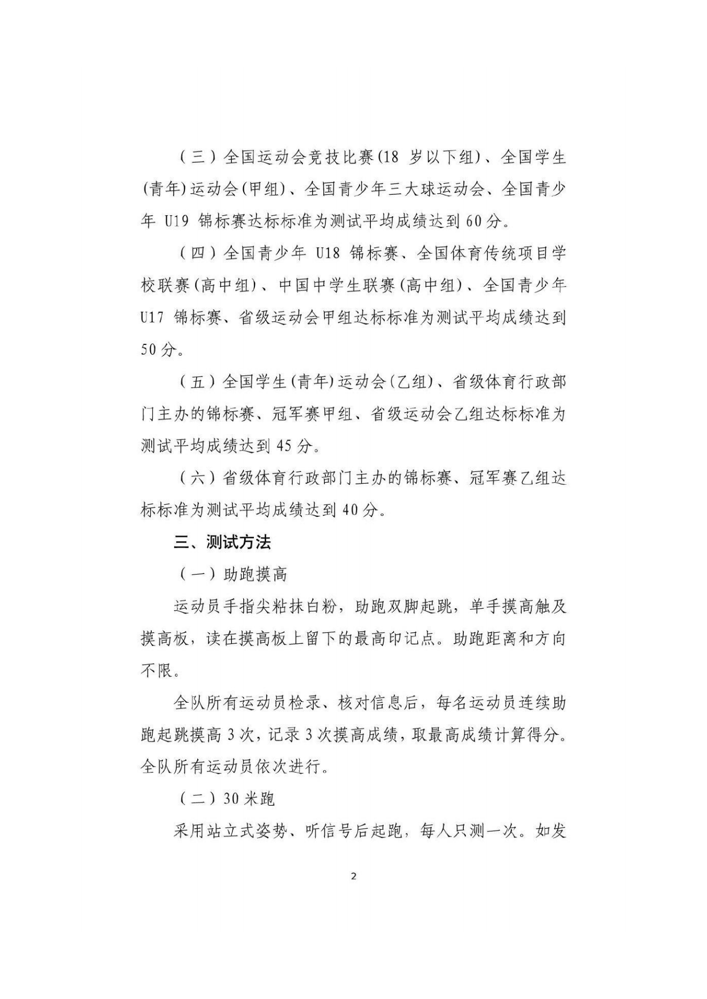 （三）全国运动会竞技比赛(18 岁以下组)、全国学生
(青年)运动会(甲组)、全国青少年三大球运动会、全国青少
年 U19 锦标赛达标标准为测试平均成绩达到 60 分。
（四）全国青少年 U18 锦标赛、全国体育传统项目学
校联赛(高中组)、中国中学生联赛(高中组)、全国青少年
U17 锦标赛、省级运动会甲组达标标准为测试平均成绩达到
50 分。
（五）全国学生(青年)运动会(乙组)、省级体育行政部
门主办的锦标赛、冠军赛甲组、省级运动会乙组达标标准为
测试平均成绩达到 45 分。
（六）省级体育行政部门主办的锦标赛、冠军赛乙组达
标标准为测试平均成绩达到 40 分。
三、测试方法
（一）助跑摸高
运动员手指尖粘抹白粉，助跑双脚起跳，单手摸高触及
摸高板，读在摸高板上留下的最高印记点。助跑距离和方向
不限。
全队所有运动员检录、核对信息后，每名运动员连续助
跑起跳摸高 3 次，记录 3 次摸高成绩，取最高成绩计算得分。
全队所有运动员依次进行。
（二）30 米跑
采用站立式姿势、听信号后起跑，每人只测一次。如发
2